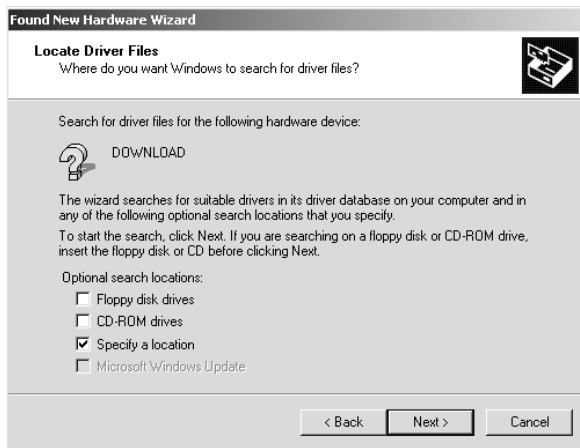 Found New Hardware Wizard
Locate Driver Files
Where do you want Windows to search for driver files?
Search for driver files for the following hardware device:
DOWNLOAD
The wizard searches for suitable drivers in its driver database on your computer and in
any of the following optional search locations that you specify.
To start the search, click Next. If you are searching on a floppy disk or CD-ROM drive,
insert the floppy disk or CD before clicking Next.
Optional search locations:
Floppy disk drives
CD-ROM drives
Specify a location
Microsoft Windows Update
< Back Next > Cancel